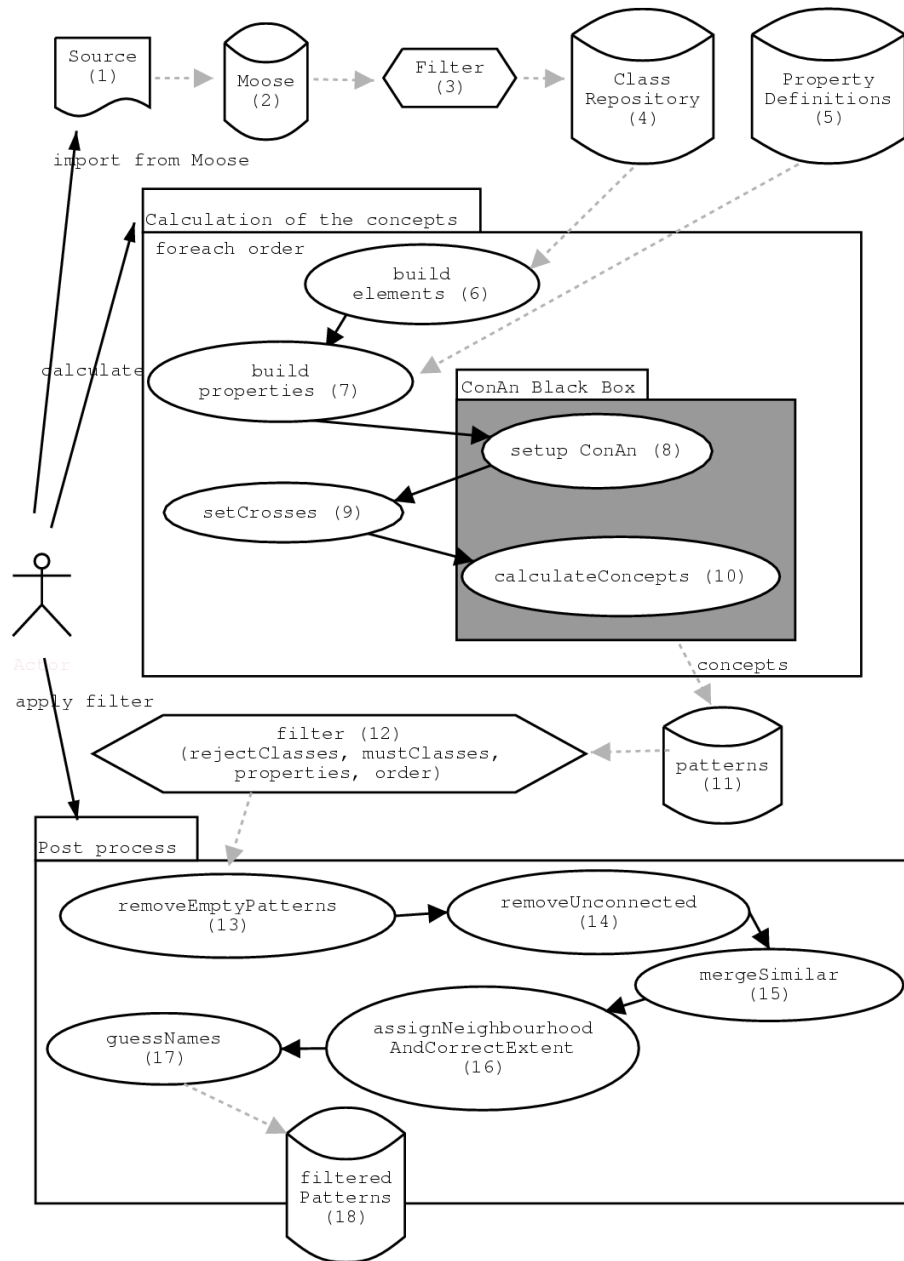 Source
(1)
Moose
(2)
Filter
(3)
Class
Repository
(4)
Property
Definitions
(5)
import from Moose
Calculation of the concepts
foreach order
build
elements (6)
calculate
build
properties (7)
ConAn Black Box
setup ConAn (8)
setCrosses (9)
calculateConcepts (10)
Actor
concepts
apply filter
filter (12)
(rejectClasses, mustClasses,
properties, order)
patterns
(11)
Post process
removeEmptyPatterns
(13)
removeUnconnected
(14)
mergeSimilar
(15)
assignNeighbourhood
AndCorrectExtent
(16)
guessNames
(17)
filtered
Patterns
(18)